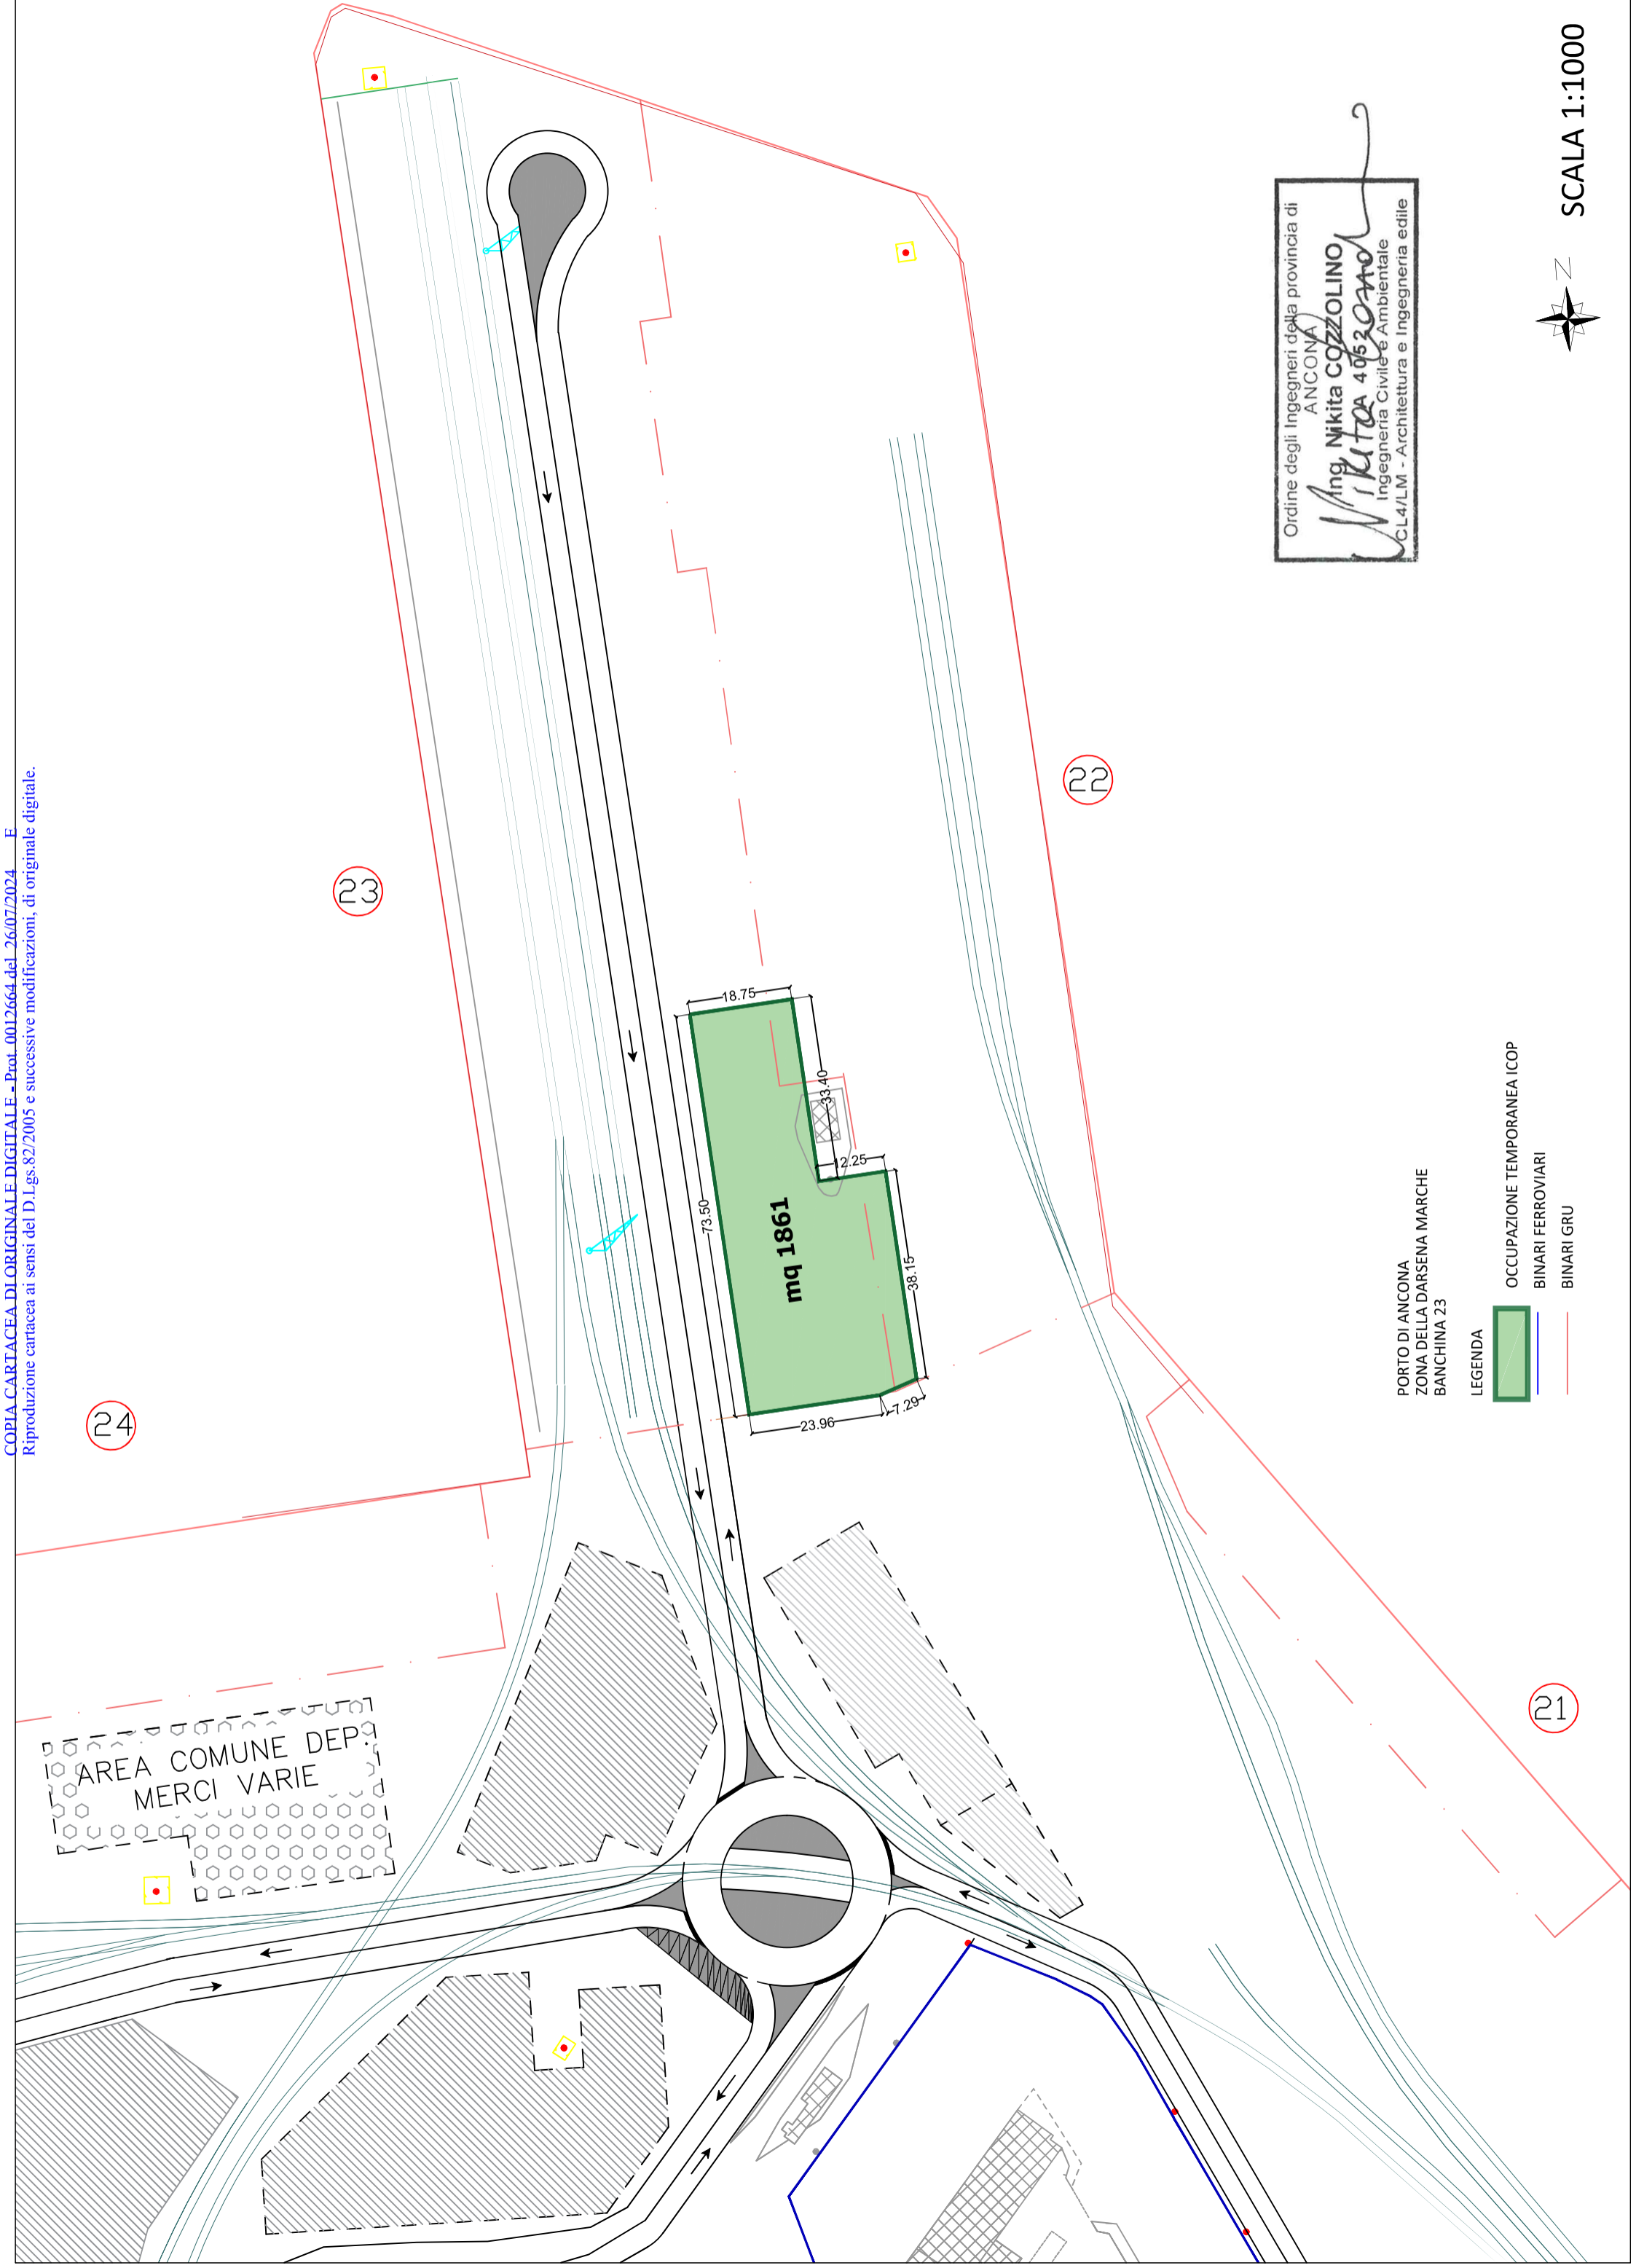 COPIA CARTACEA DI ORIGINALE DIGITALE - Prot. 0012664 del 26/07/2024 E
Riproduzione cartacea ai sensi del D.Lgs.82/2005 e successive modificazioni, di originale digitale.
24
23
22
21
18.75
33.40
12.25
73.50
mq 1861
38.15
23.96
7.29
AREA COMUNE DEP.
MERCI VARIE
PORTO DI ANCONA
ZONA DELLA DARSENA MARCHE
BANCHINA 23
LEGENDA
OCCUPAZIONE TEMPORANEA ICOP
BINARI FERROVIARI
BINARI GRU
Ordine degli Ingegneri della provincia di
ANCONA
Ing. Nikita COZZOLINO
A 4052
Ingegneria Civile e Ambientale
CL4/LM - Architettura e Ingegneria edile
N
SCALA 1:1000